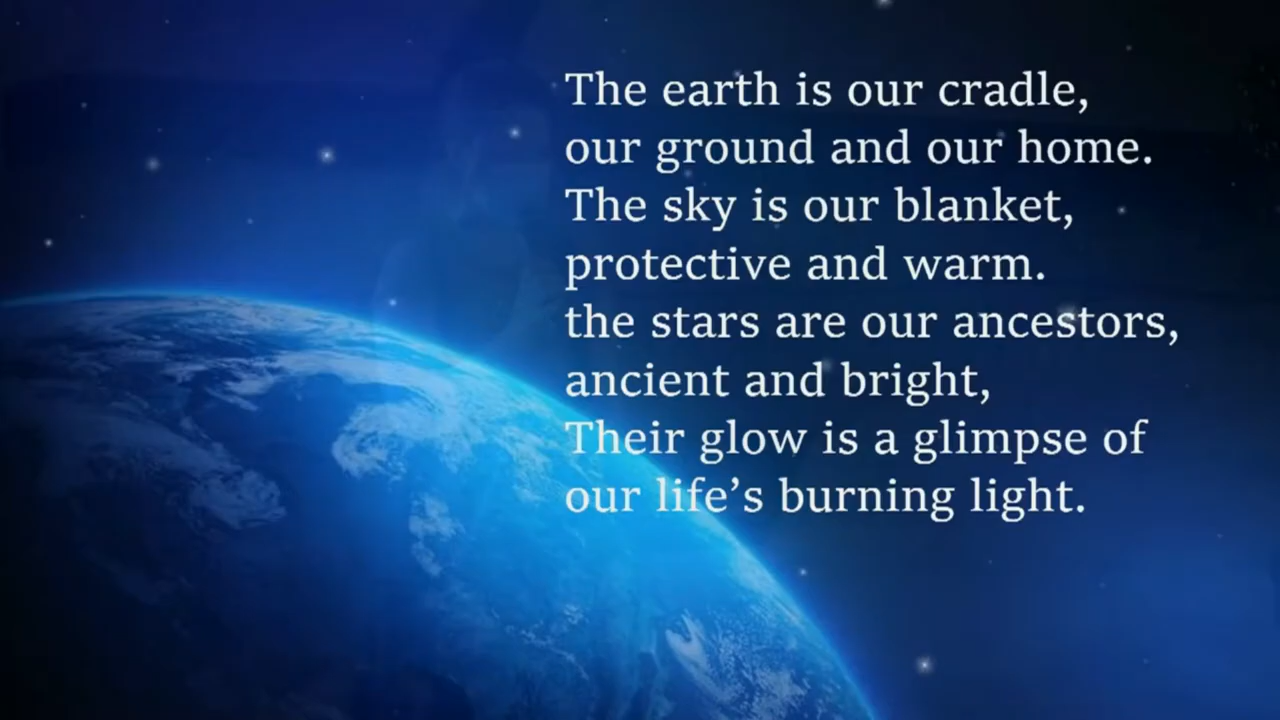 The earth is our cradle,
our ground and our home.
The sky is our blanket,
protective and warm.
the stars are our ancestors,
ancient and bright,
Their glow is a glimpse of
our life’s burning light.